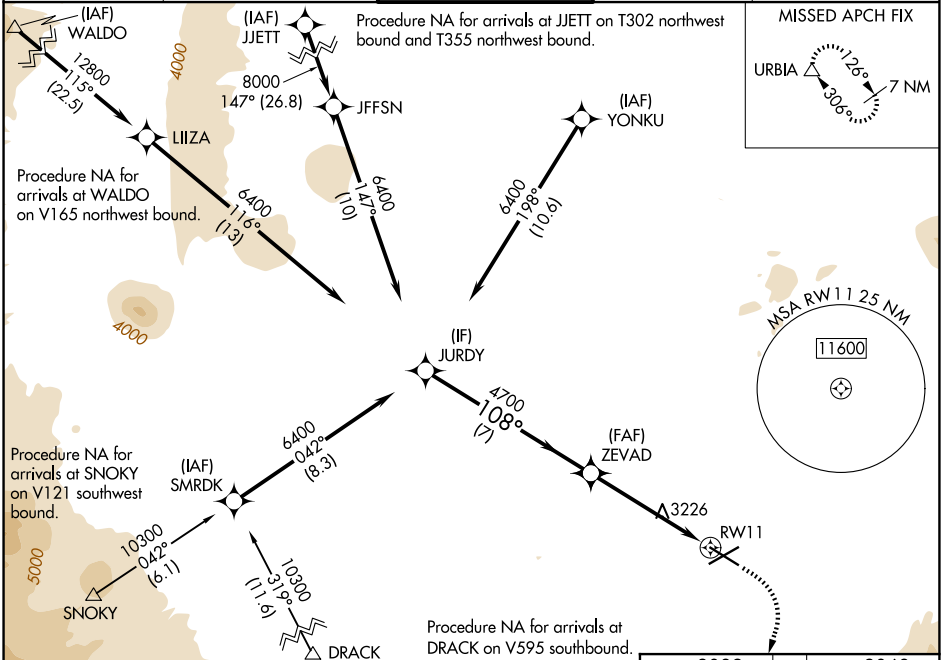 (IAF)
WALDO
12800
115°
(22.5)
LIIZA
4000
(IAF)
JJETT
Procedure NA for arrivals at JJETT on T302 northwest
bound and T355 northwest bound.
8000
147° (26.8)
JFFSN
(IAF)
YONKU
MISSED APCH FIX
URBIA
126°
306°
7 NM
Procedure NA for
arrivals at WALDO
on V165 northwest bound.
6400
116°
(13)
6400
147°
(10)
6400
198°
(10.6)
4000
MSA RW11 25 NM
11600
(IF)
JURDY
4700
108°
(7)
(FAF)
ZEVAD
3226
RW11
Procedure NA for
arrivals at SNOKY
on V121 southwest
bound.
(IAF)
SMRDK
6400
042°
(8.3)
10300
042°
(6.1)
5000
SNOKY
10300
319°
(11.6)
DRACK
Procedure NA for arrivals at
DRACK on V595 southbound.